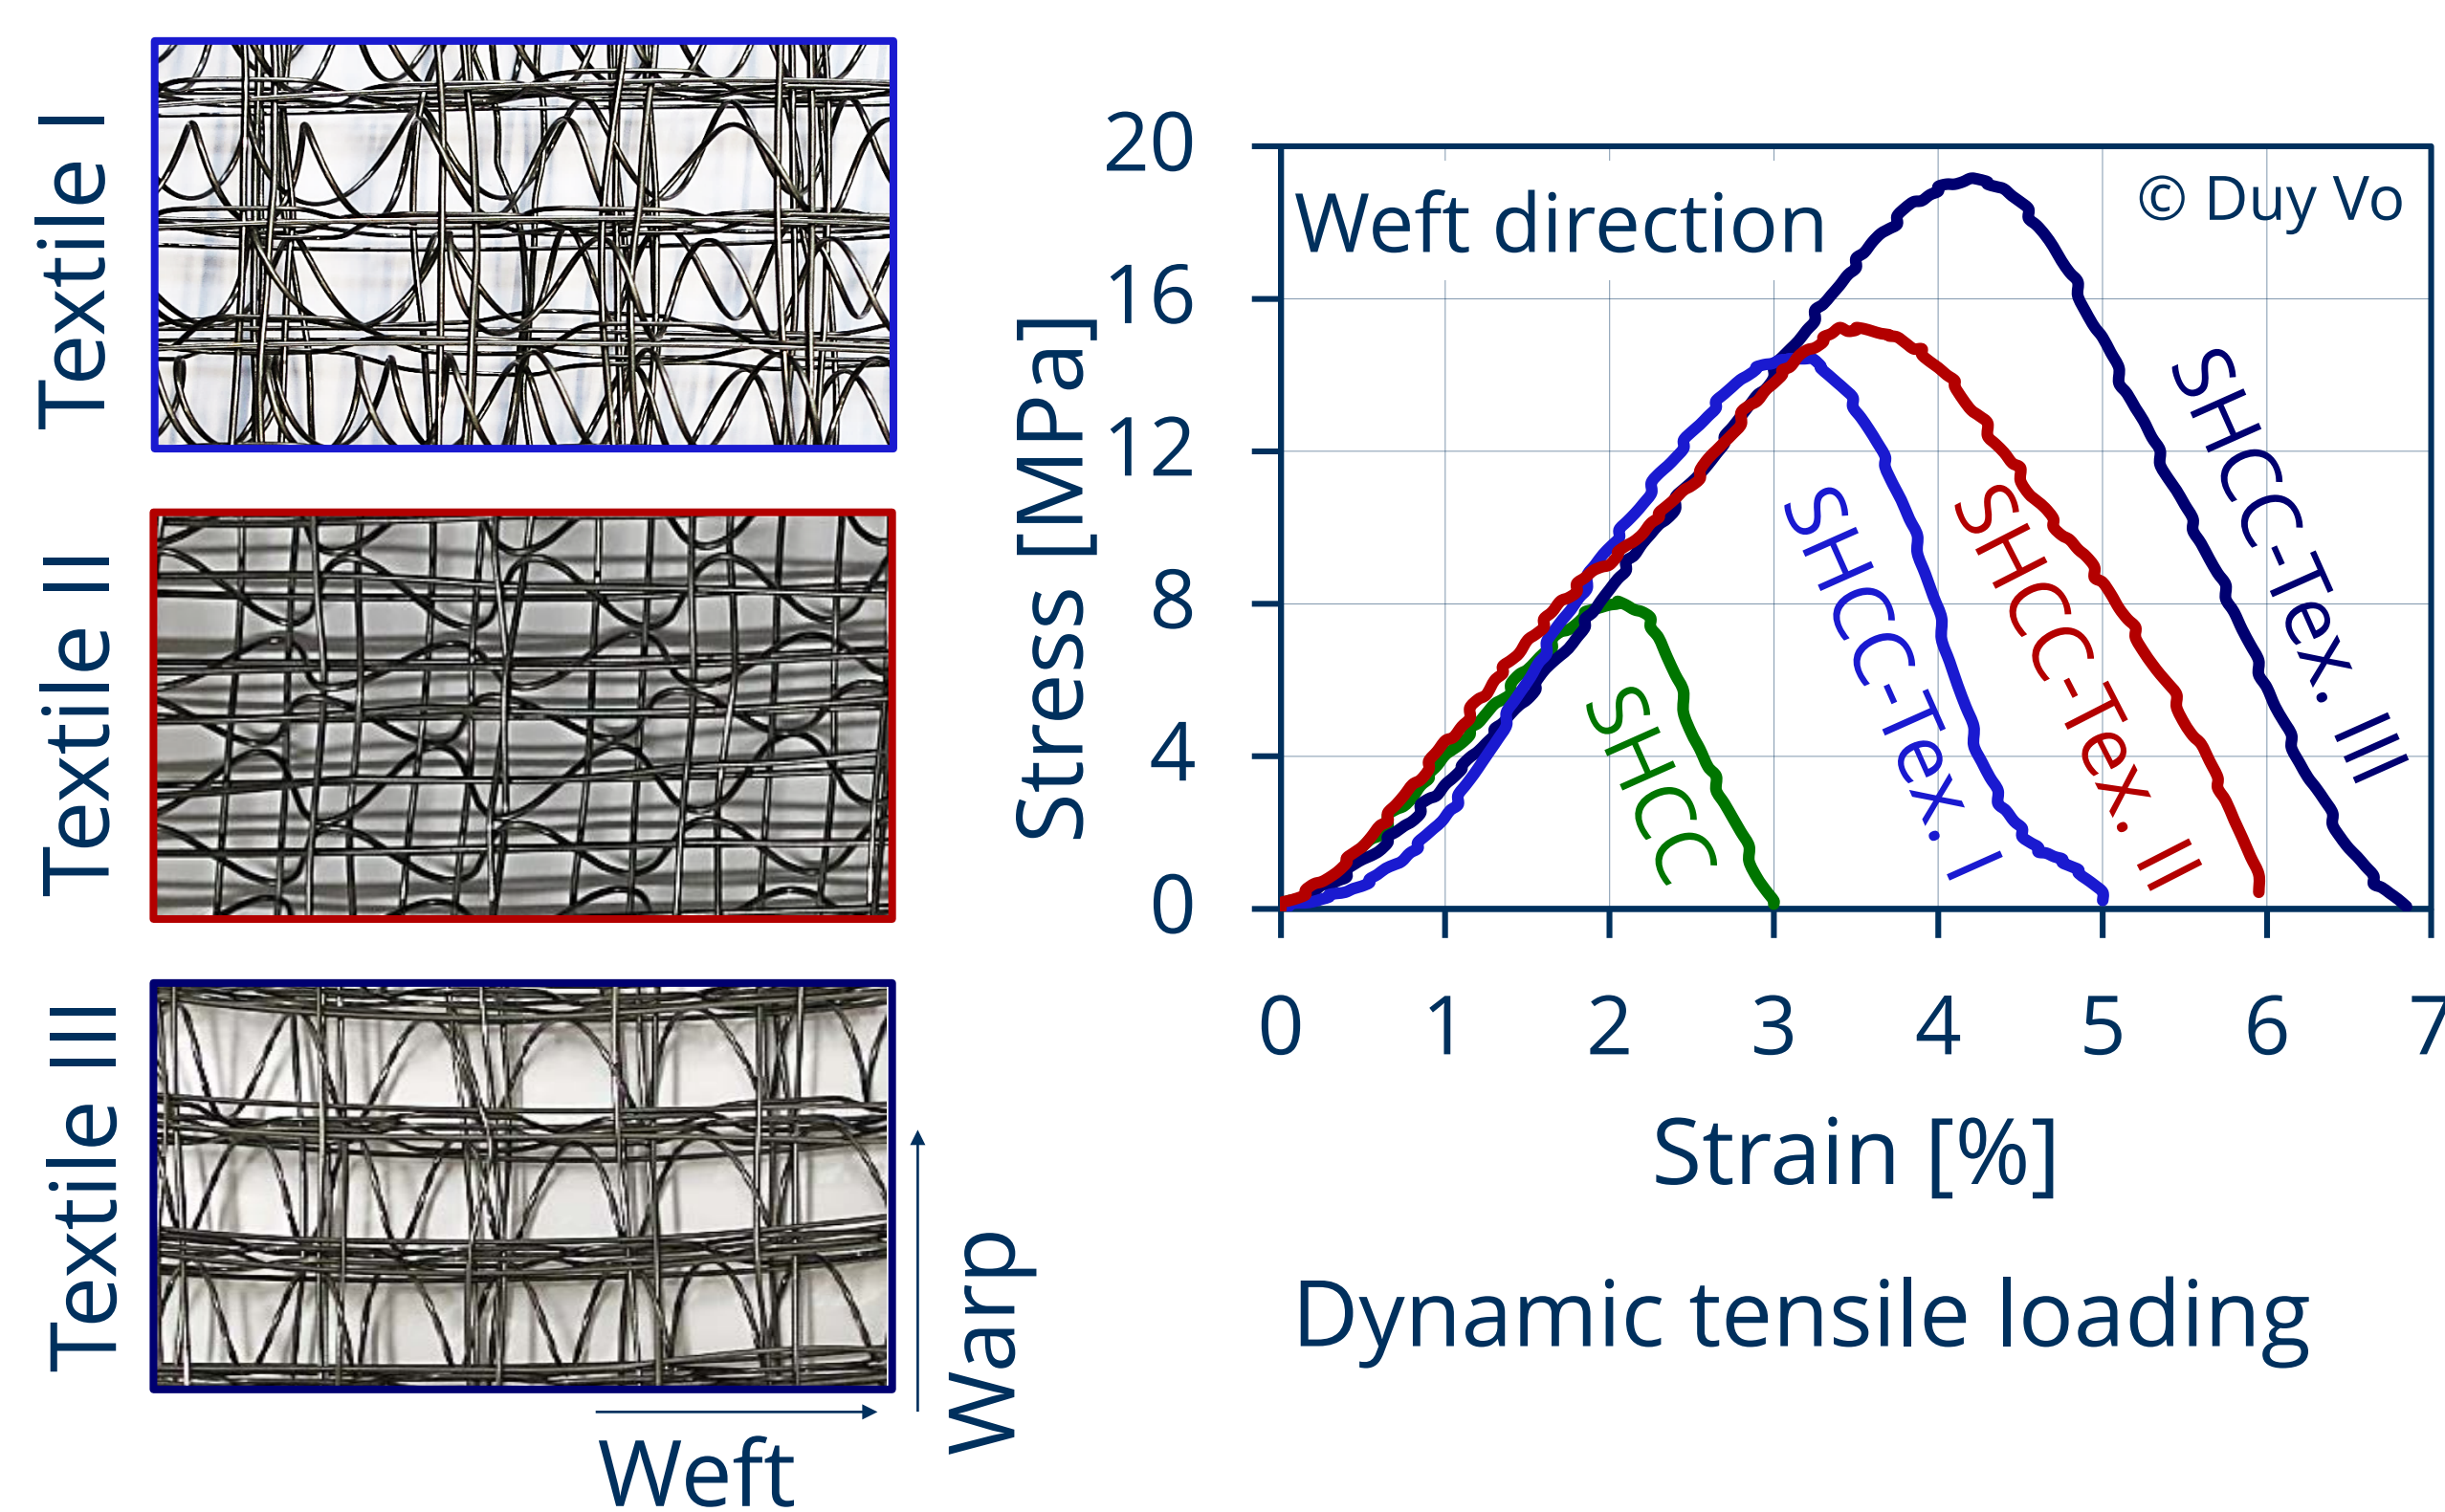 Textile I
Textile II
Textile III
Weft
Warp
Stress [MPa]
20
16
12
8
4
0
Weft direction
© Duy Vo
SHCC
SHCC-Tex. I
SHCC-Tex. II
SHCC-Tex. III
0 1 2 3 4 5 6 7
Strain [%]
Dynamic tensile loading